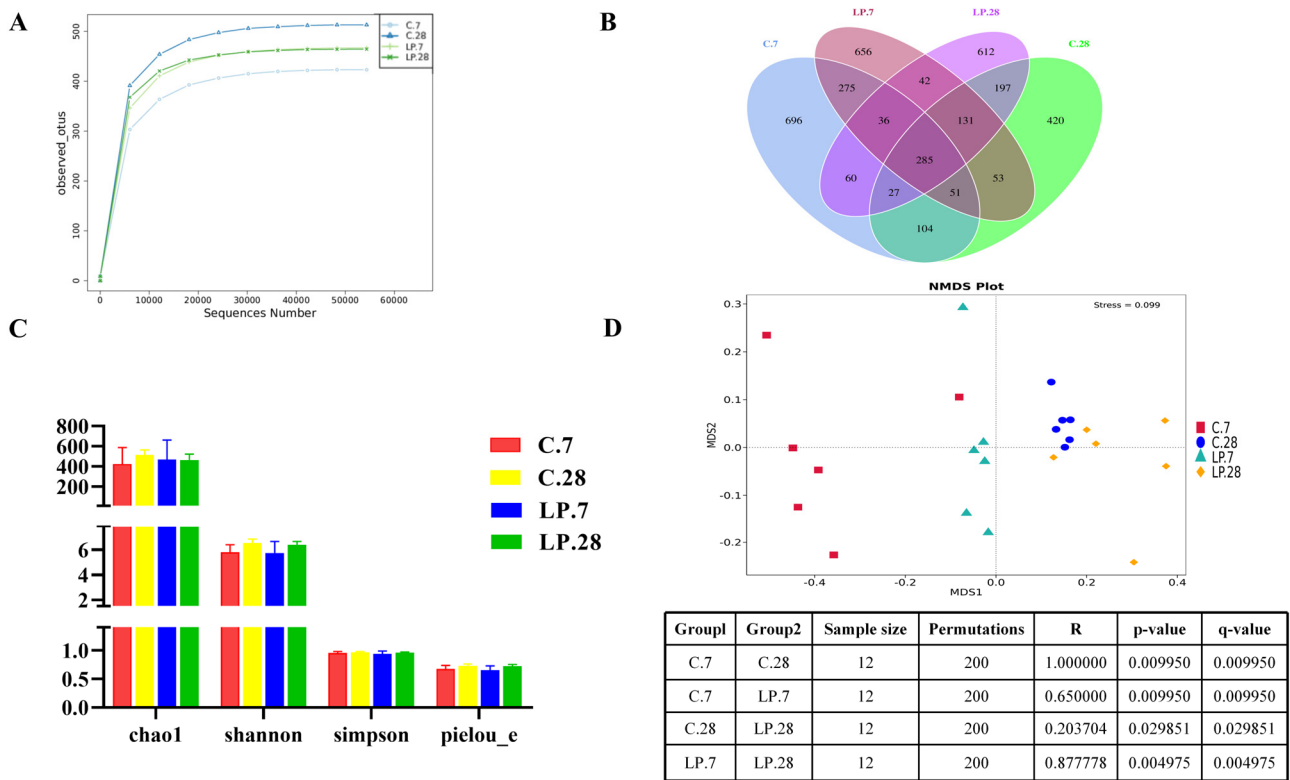 A
observed_otus
500
400
300
200
100
0
0 10000 20000 30000 40000 50000 60000
Sequences Number
C.7
C.28
LP.7
LP.28
B
LP.7 LP.28
C.7 C.28
656 612
275 42 197
696 36 131 420
285
60 27 51 53
104
C
800
600
400
200
6
4
2
1.0
0.5
0.0
chao1 shannon simpson pielou_e
C.7
C.28
LP.7
LP.28
D
NMDS Plot
Stress = 0.099
MDS2
0.3
0.2
0.1
0.0
-0.1
-0.2
-0.4 -0.2 0.0 0.2 0.4
MDS1
C.7
C.28
LP.7
LP.28
Groupl Group2 Sample size Permutations R p-value q-value
C.7 C.28 12 200 1.000000 0.009950 0.009950
C.7 LP.7 12 200 0.650000 0.009950 0.009950
C.28 LP.28 12 200 0.203704 0.029851 0.029851
LP.7 LP.28 12 200 0.877778 0.004975 0.004975